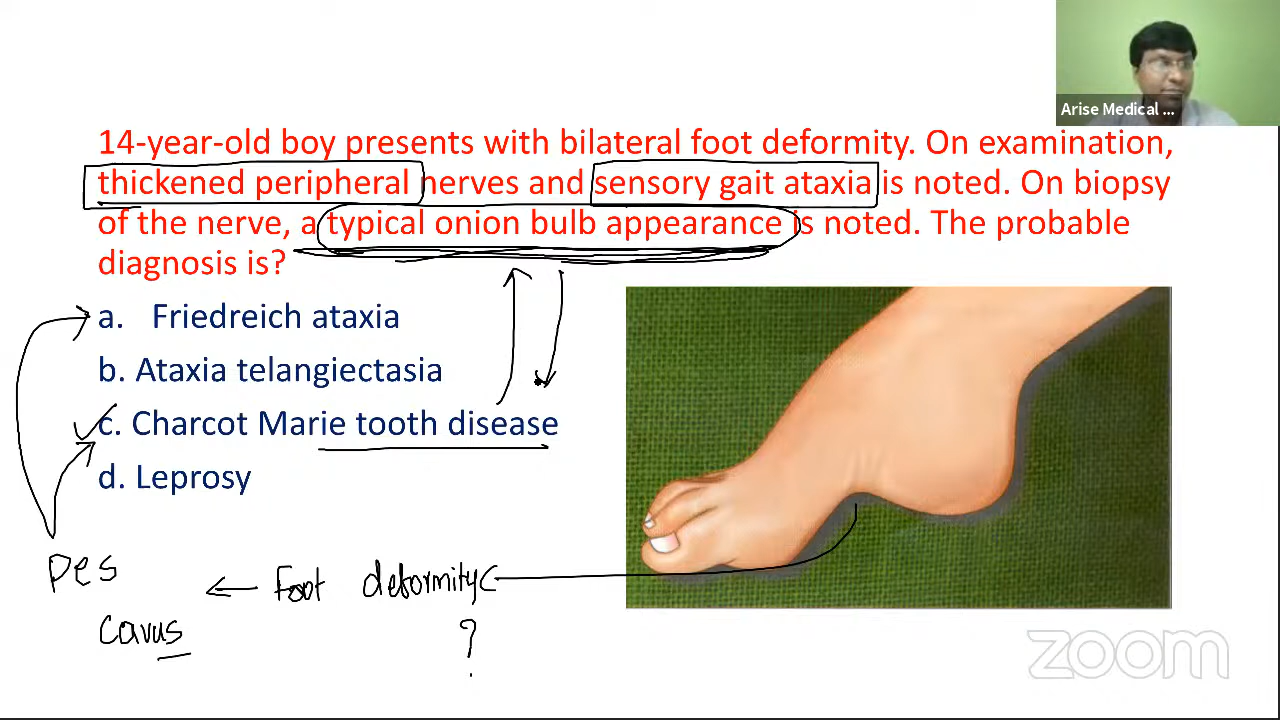 Arise Medical ...
14-year-old boy presents with bilateral foot deformity. On examination,
thickened peripheral nerves and sensory gait ataxia is noted. On biopsy
of the nerve, a typical onion bulb appearance is noted. The probable
diagnosis is?
a. Friedreich ataxia
b. Ataxia telangiectasia
c. Charcot Marie tooth disease
d. Leprosy
Pes
cavus
Foot deformity
?
zoom